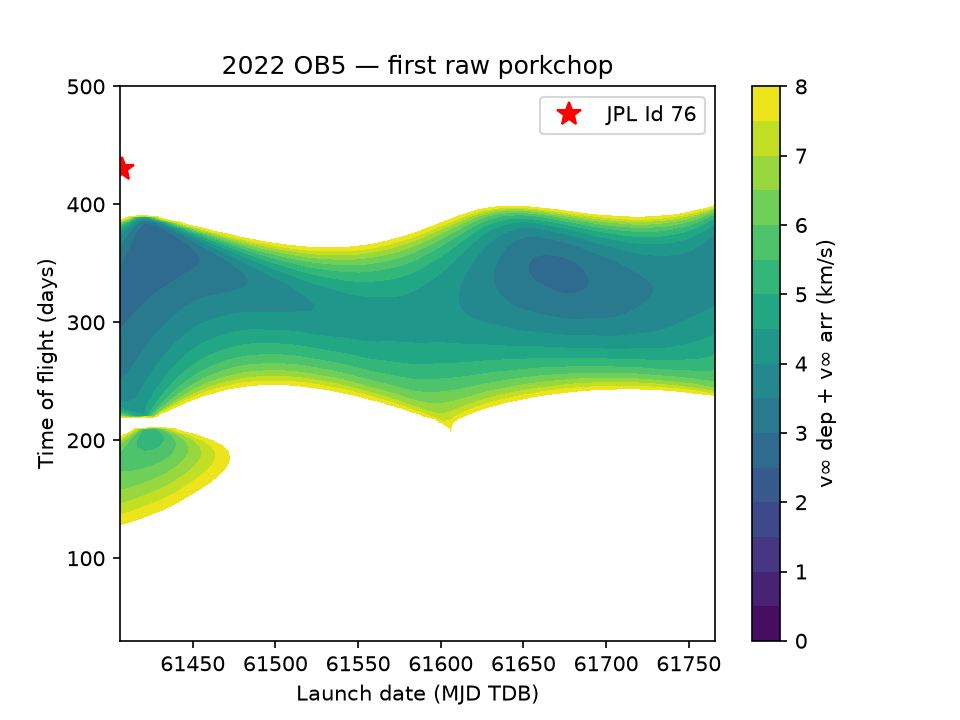 2022 OB5 — first raw porkchop
JPL Id 76
500
400
300
200
100
Time of flight (days)
61450 61500 61550 61600 61650 61700 61750
Launch date (MJD TDB)
8
7
6
5
4
3
2
1
0
v∞ dep + v∞ arr (km/s)